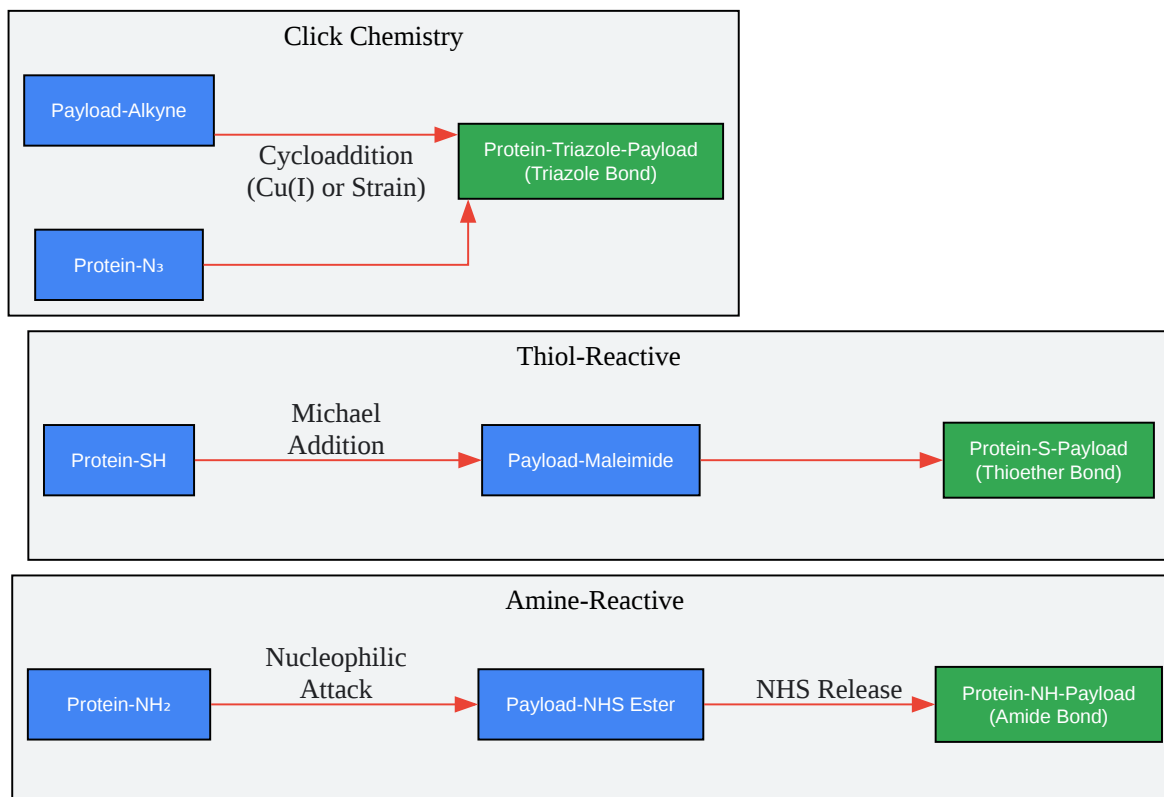 Click Chemistry
Payload-Alkyne
Cycloaddition
(Cu(I) or Strain)
Protein-Triazole-Payload
(Triazole Bond)
Protein-N₃
Thiol-Reactive
Protein-SH
Michael
Addition
Payload-Maleimide
Protein-S-Payload
(Thioether Bond)
Amine-Reactive
Protein-NH₂
Nucleophilic
Attack
Payload-NHS Ester
NHS Release
Protein-NH-Payload
(Amide Bond)